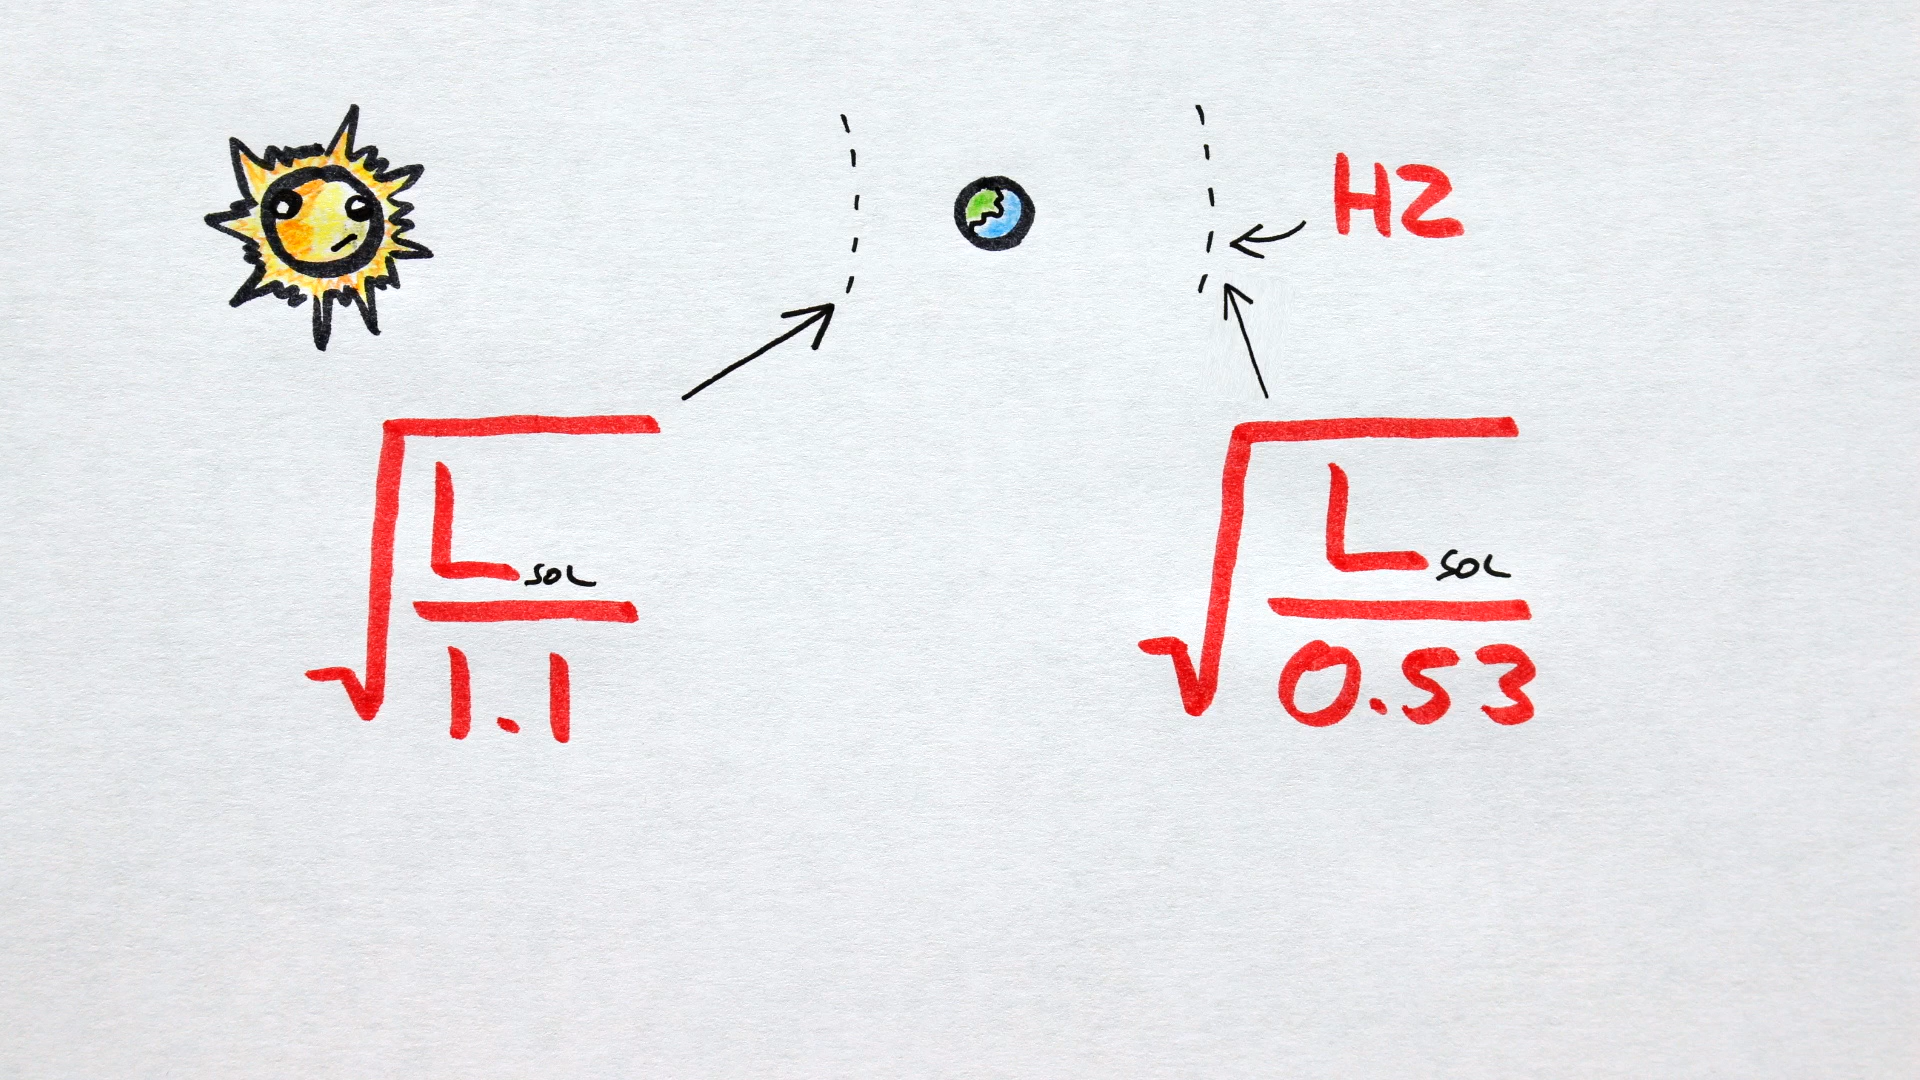 HZ
√(L SOL / 1.1)
√(L SOL / 0.53)